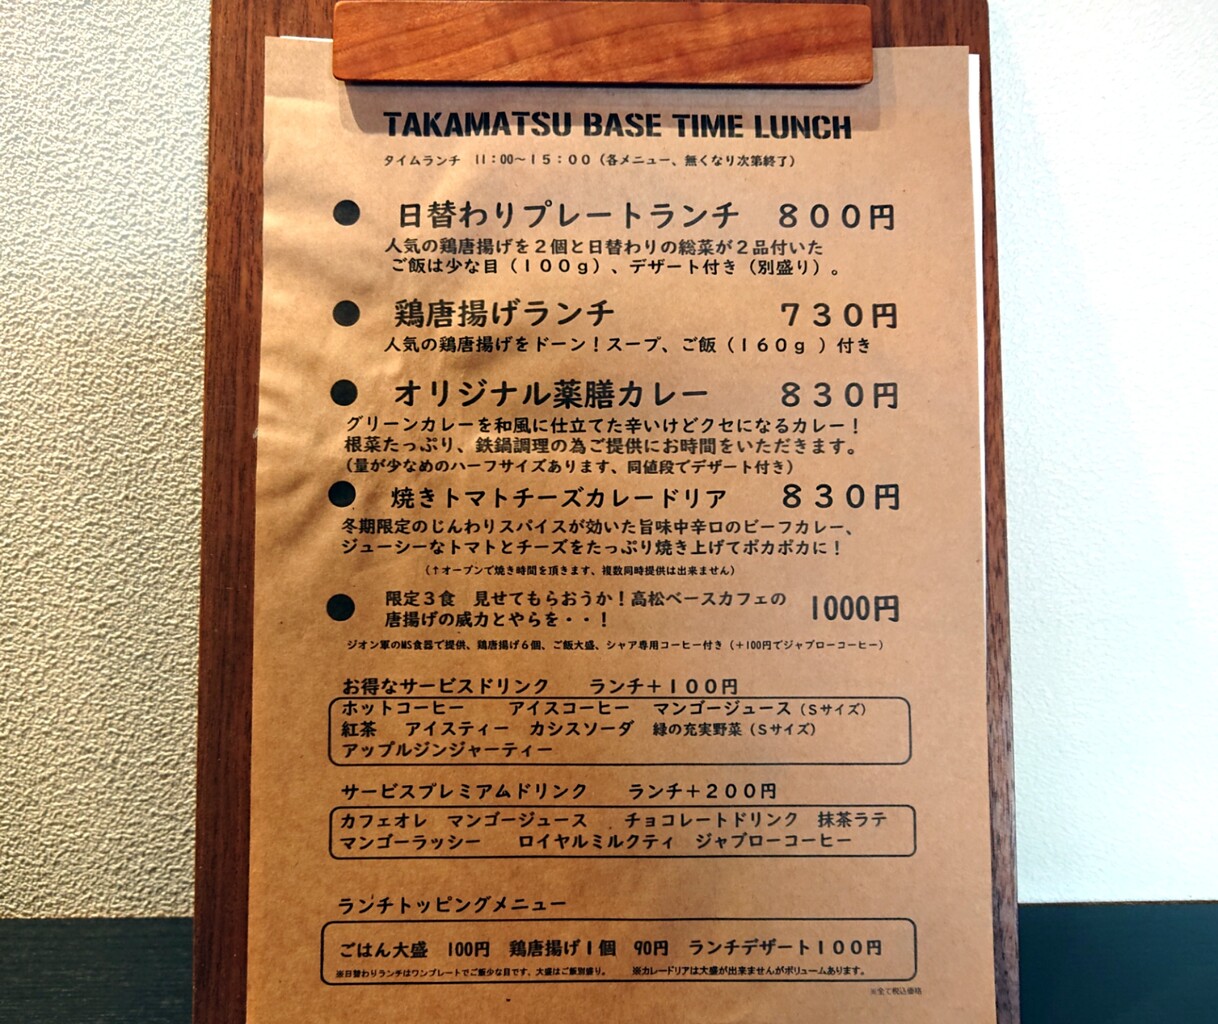 TAKAMATSU BASE TIME LUNCH
タイムランチ 11:00～15:00（各メニュー、無くなり次第終了）
● 日替わりプレートランチ 800円
人気の鶏唐揚げを2個と日替わりの総菜が2品付いた
ご飯は少な目（100g）、デザート付き（別盛り）。
● 鶏唐揚げランチ 730円
人気の鶏唐揚げをドーン！スープ、ご飯（160g ）付き
● オリジナル薬膳カレー 830円
グリーンカレーを和風に仕立てた辛いけどクセになるカレー！
根菜たっぷり、鉄鍋調理の為ご提供にお時間をいただきます。
（量が少なめのハーフサイズあります、同値段でデザート付き）
● 焼きトマトチーズカレードリア 830円
冬期限定のじんわりスパイスが効いた旨味中辛口のビーフカレー、
ジューシーなトマトとチーズをたっぷり焼き上げてポカポカに！
（↑オーブンで焼き時間を頂きます、複数同時提供は出来ません）
● 限定3食 見せてもらおうか！高松ベースカフェの 1000円
唐揚げの威力とやらを・・！
ジオン軍のMS食器で提供、鶏唐揚げ6個、ご飯大盛、シャア専用コーヒー付き（+100円でジャブローコーヒー）
お得なサービスドリンク ランチ+100円
ホットコーヒー アイスコーヒー マンゴージュース（Sサイズ）
紅茶 アイスティー カシスソーダ 緑の充実野菜（Sサイズ）
アップルジンジャーティー
サービスプレミアムドリンク ランチ+200円
カフェオレ マンゴージュース チョコレートドリンク 抹茶ラテ
マンゴーラッシー ロイヤルミルクティ ジャブローコーヒー
ランチトッピングメニュー
ごはん大盛 100円 鶏唐揚げ1個 90円 ランチデザート100円
※日替わりランチはワンプレートでご飯少な目です、大盛はご飯別盛り。 ※カレードリアは大盛が出来ませんがボリュームあります。
※全て税込価格